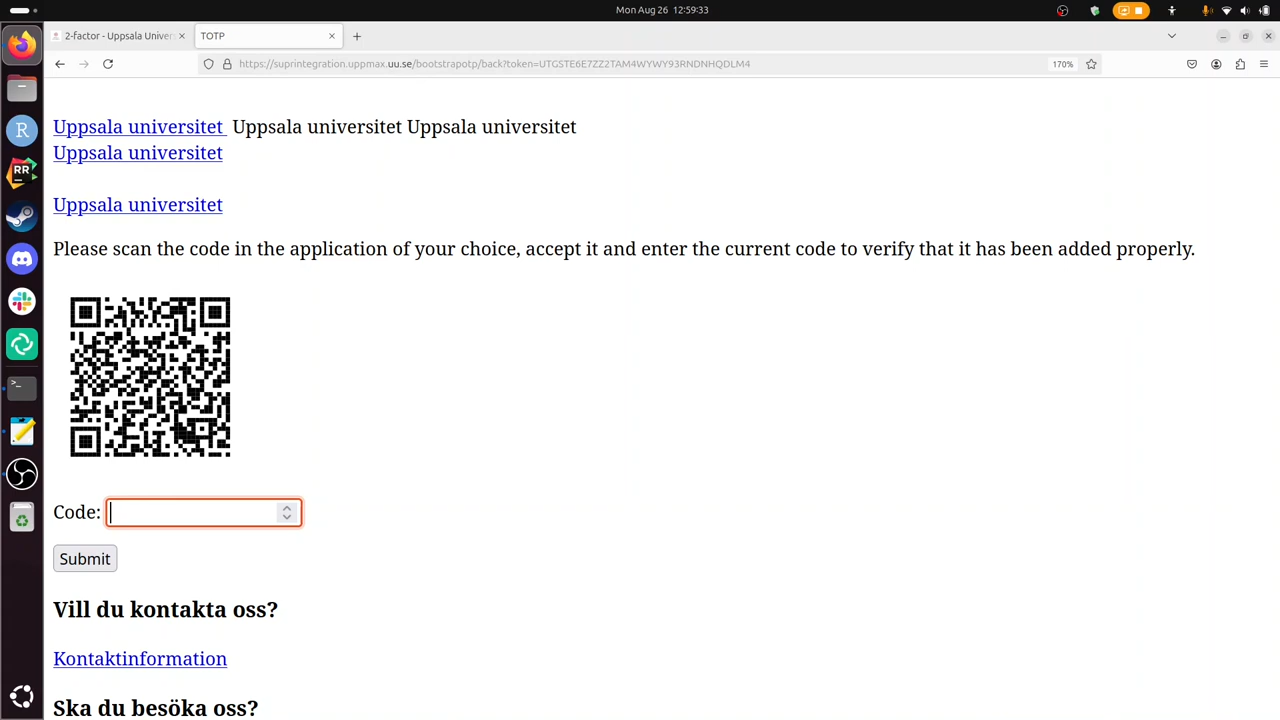 Mon Aug 26 12:59:33
2-factor - Uppsala Univer
TOTP
https://suprintegration.uppmax.uu.se/bootstrapotp/back?token=UTGSTE6E7ZZ2TAM4WYWY93RNDNHQDLM4
170%
Uppsala universitet Uppsala universitet Uppsala universitet
Uppsala universitet
Uppsala universitet
Please scan the code in the application of your choice, accept it and enter the current code to verify that it has been added properly.
Code:
Submit
Vill du kontakta oss?
Kontaktinformation
Ska du besöka oss?
R
RR
>_